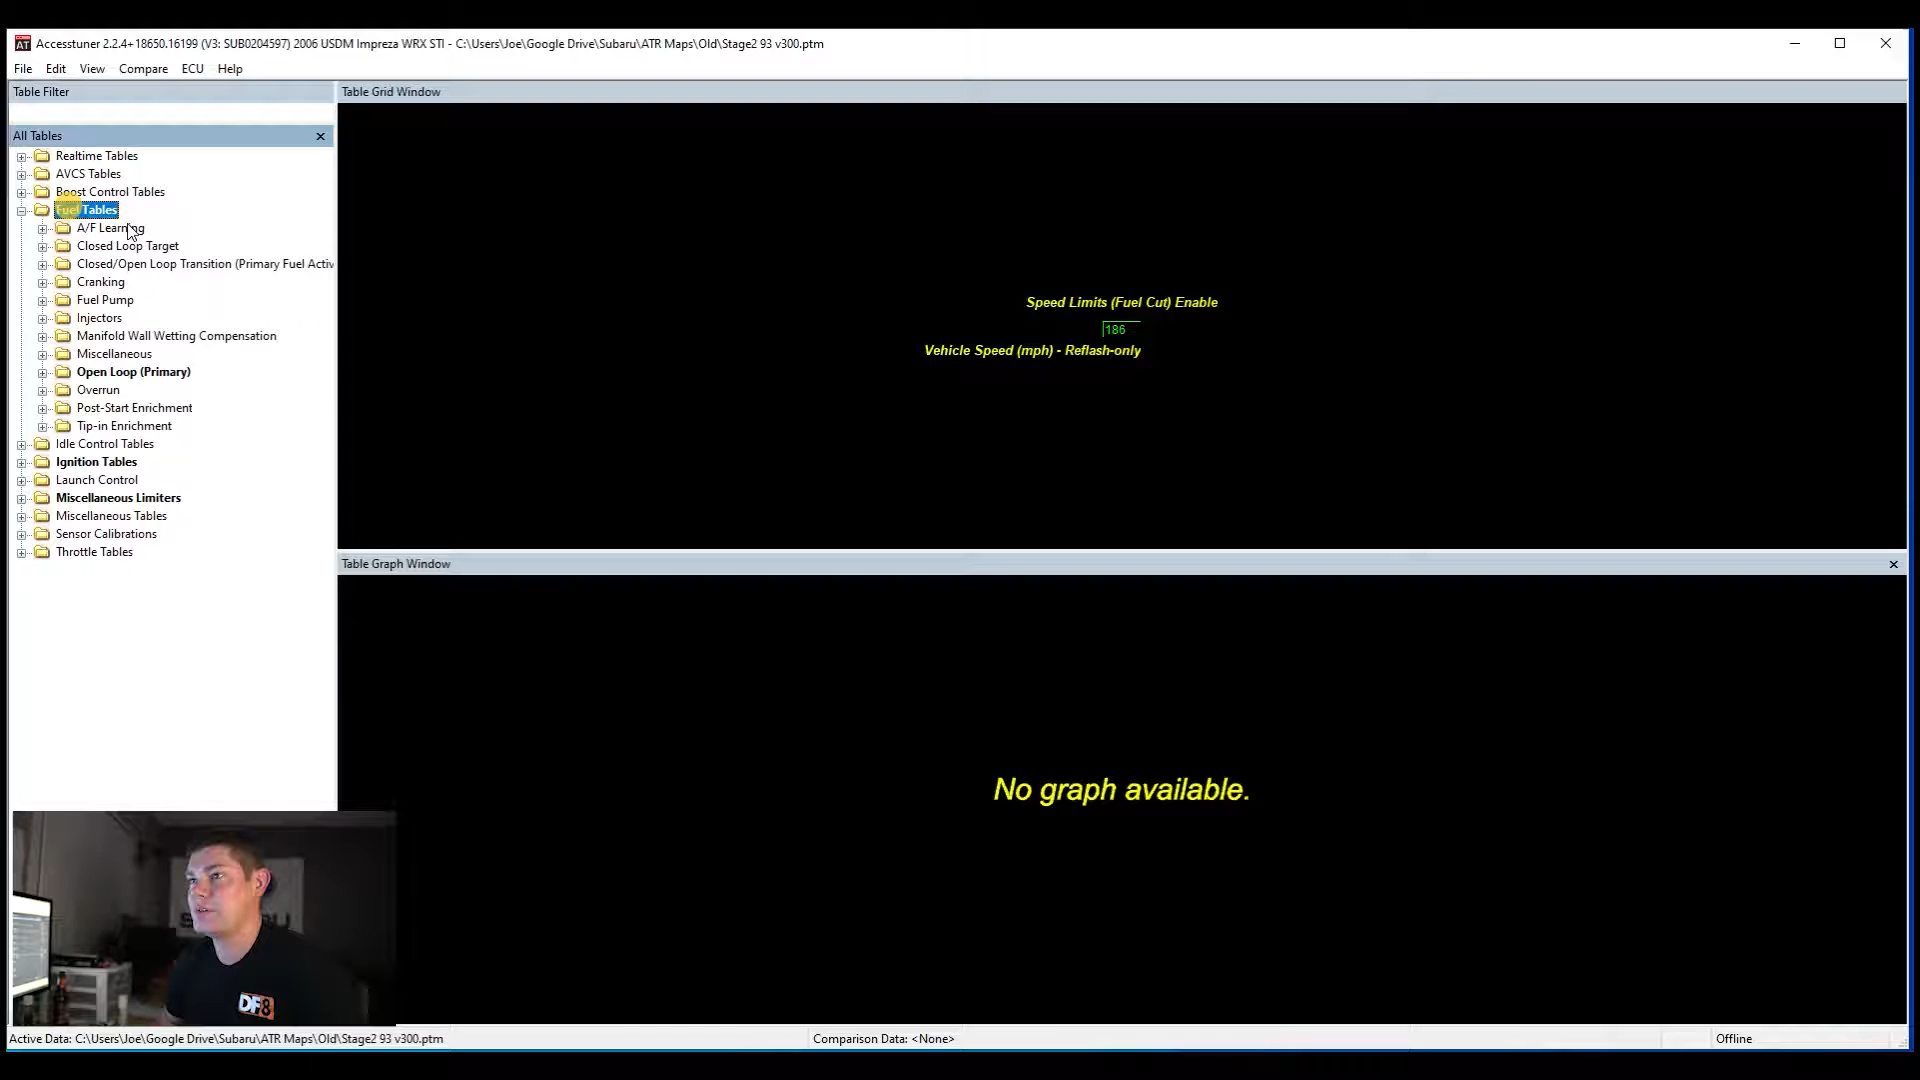 Accesstuner 2.2.4+18650.16199 (V3: SUB0204597) 2006 USDM Impreza WRX STI - C:\Users\Joe\Google Drive\Subaru\ATR Maps\Old\Stage2 93 v300.ptm
File Edit View Compare ECU Help
Table Filter
Table Grid Window
All Tables
Realtime Tables
AVCS Tables
Boost Control Tables
Fuel Tables
A/F Learning
Closed Loop Target
Closed/Open Loop Transition (Primary Fuel Activ
Cranking
Fuel Pump
Injectors
Manifold Wall Wetting Compensation
Miscellaneous
Open Loop (Primary)
Overrun
Post-Start Enrichment
Tip-in Enrichment
Idle Control Tables
Ignition Tables
Launch Control
Miscellaneous Limiters
Miscellaneous Tables
Sensor Calibrations
Throttle Tables
Speed Limits (Fuel Cut) Enable
186
Vehicle Speed (mph) - Reflash-only
Table Graph Window
No graph available.
DF8
Active Data: C:\Users\Joe\Google Drive\Subaru\ATR Maps\Old\Stage2 93 v300.ptm
Comparison Data: <None>
Offline